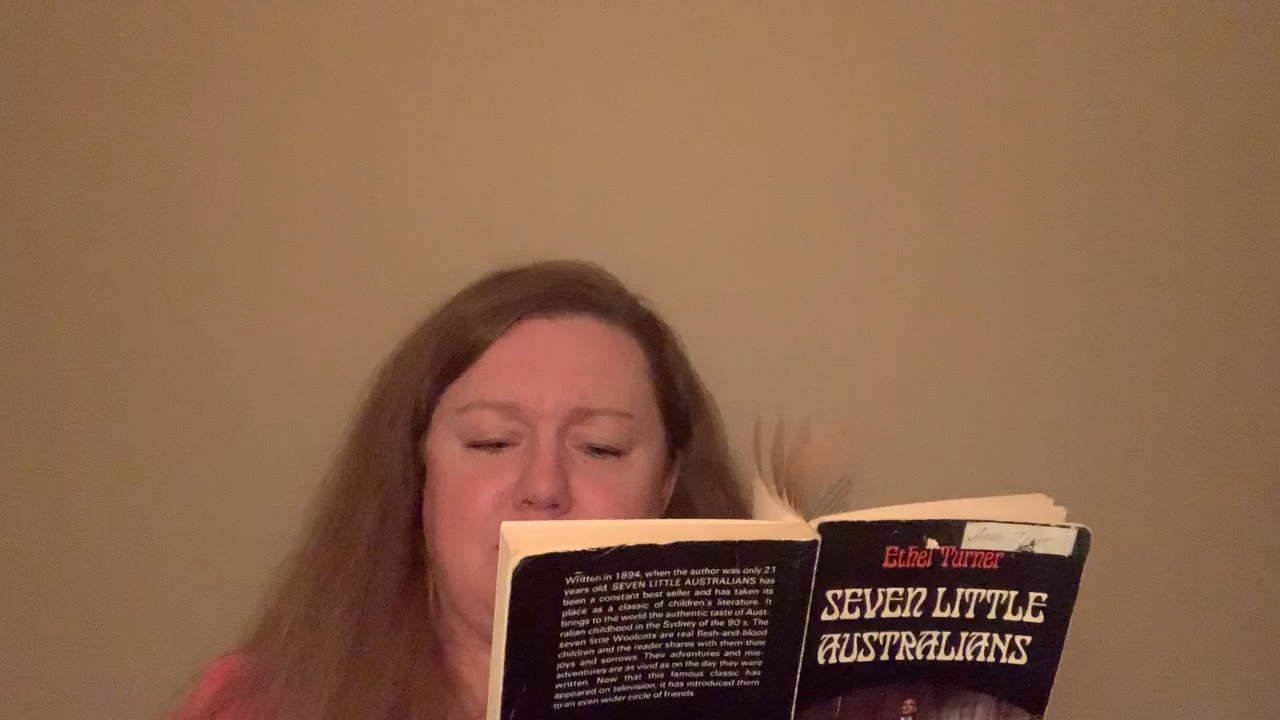 Written in 1894, when the author was only 21
years old, SEVEN LITTLE AUSTRALIANS has
been a constant best seller and has taken its
place as a classic of children's literature. It
brings to the world the authentic taste of Aust-
ralian childhood in the Sydney of the 90's. The
seven little Woolcots are real flesh-and-blood
children and the reader shares with them their
joys and sorrows. Their adventures and mis-
adventures are as vivid as on the day they were
written. Now that this famous classic has
appeared on television, it has introduced them
to an even wider circle of friends.
Ethel Turner
SEVEN LITTLE
AUSTRALIANS